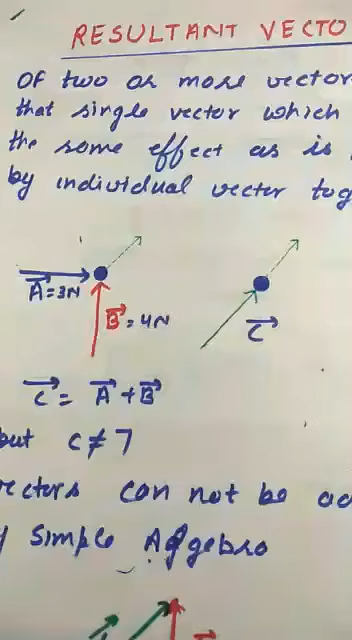 RESULTANT VECTO
OF two or more vector
that single vector which
the some effect as is
by individual vector tog
A = 3N
B = 4N
C
C = A + B
but C ≠ 7
vectors can not be ad
y simple Algebra